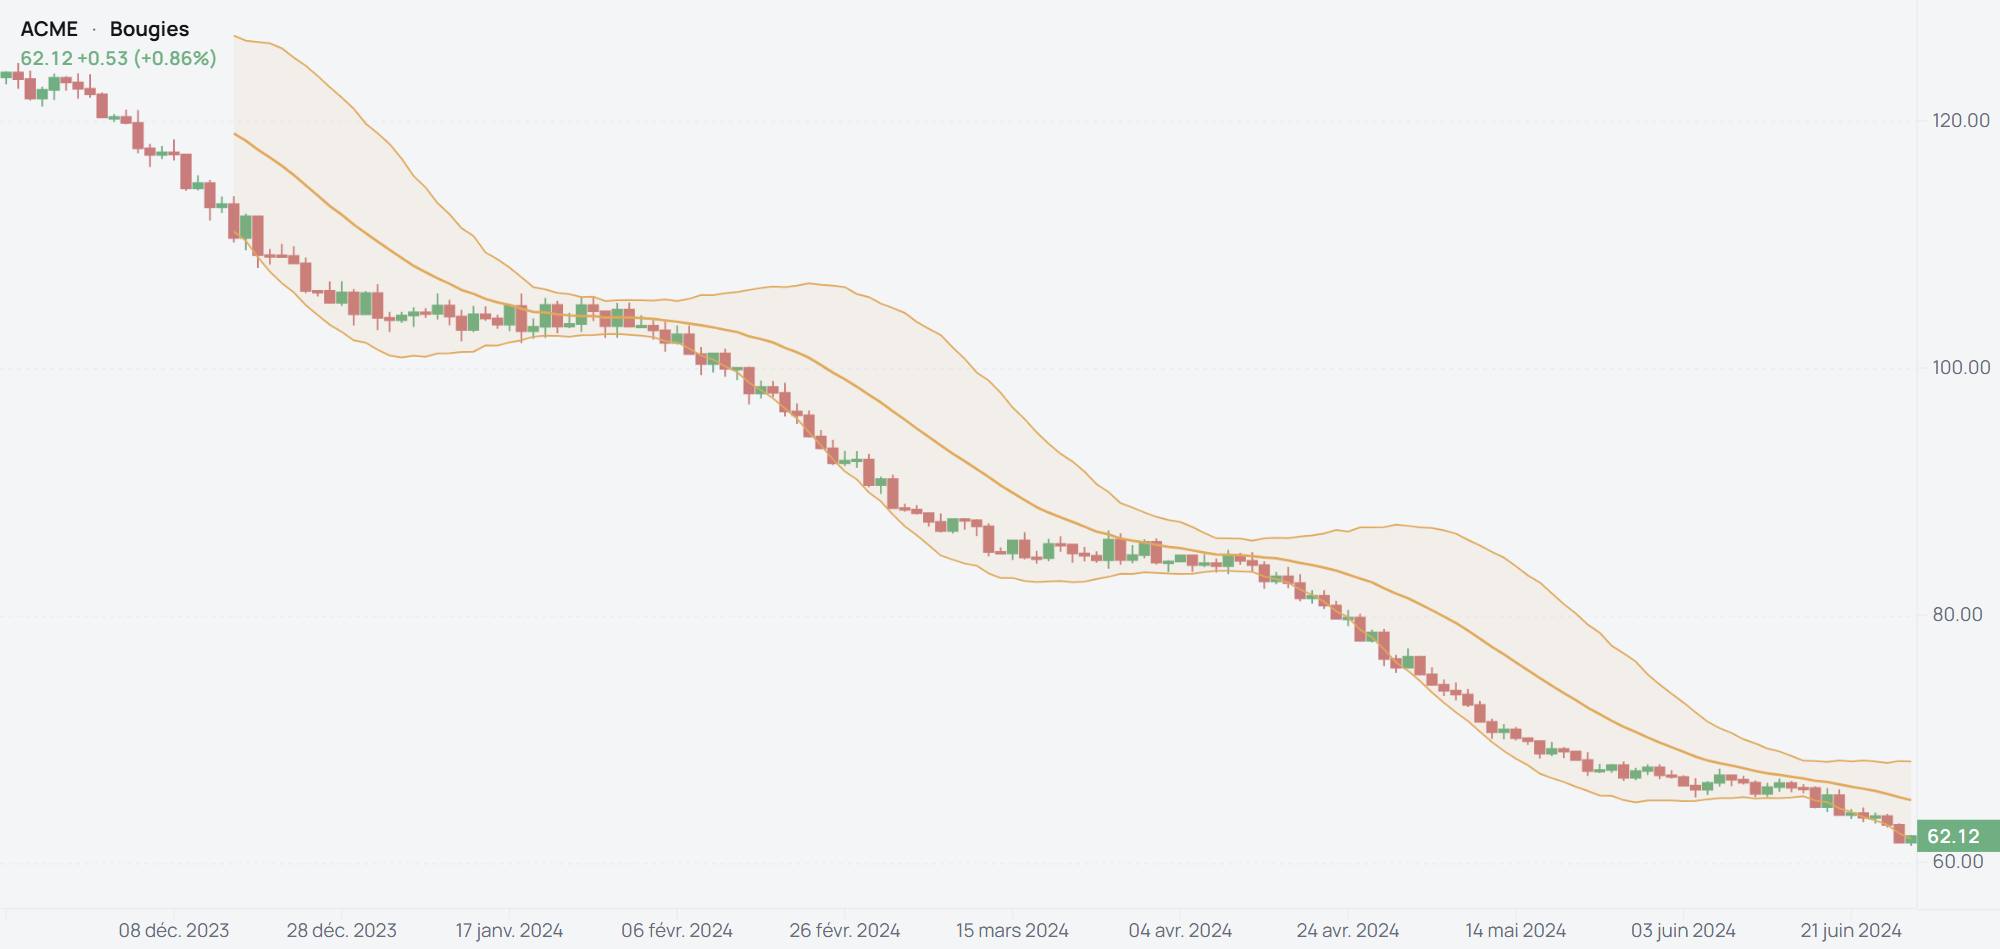 ACME · Bougies
62.12 +0.53 (+0.86%)
120.00
100.00
80.00
62.12
60.00
08 déc. 2023
28 déc. 2023
17 janv. 2024
06 févr. 2024
26 févr. 2024
15 mars 2024
04 avr. 2024
24 avr. 2024
14 mai 2024
03 juin 2024
21 juin 2024